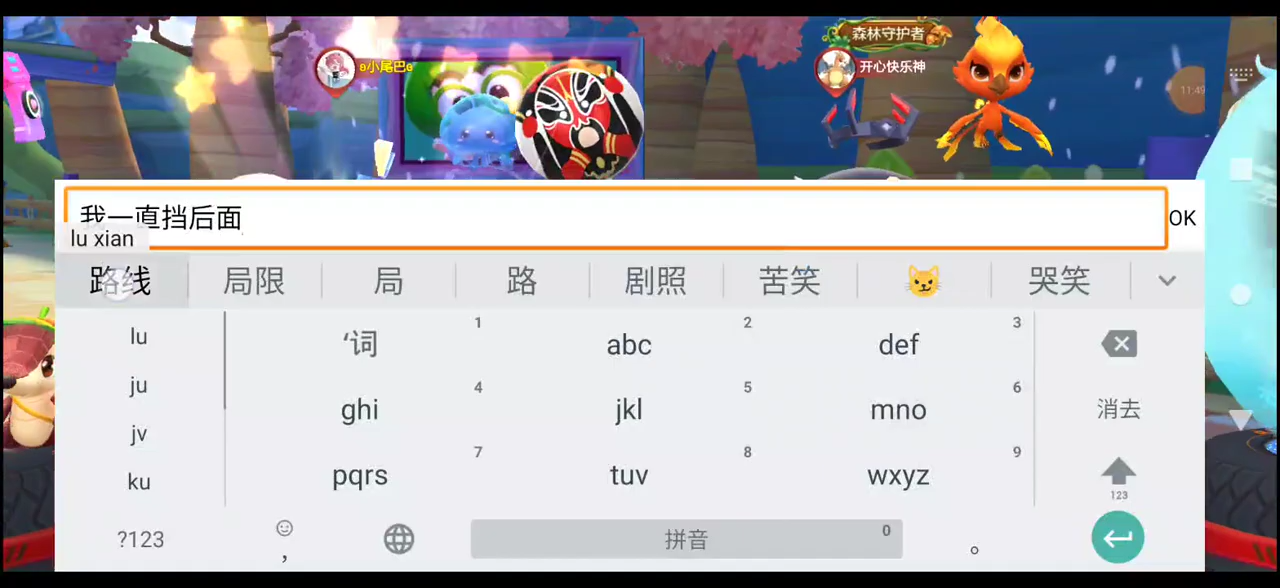 森林守护者
ʚ小尾巴ɞ
开心快乐神
11:49
我一直挡后面
OK
lu xian
路线 局限 局 路 剧照 苦笑 😼 哭笑
lu
ju
jv
ku
‘词 1
abc 2
def 3
ghi 4
jkl 5
mno 6
消去
pqrs 7
tuv 8
wxyz 9
123
?123
,
拼音 0
。